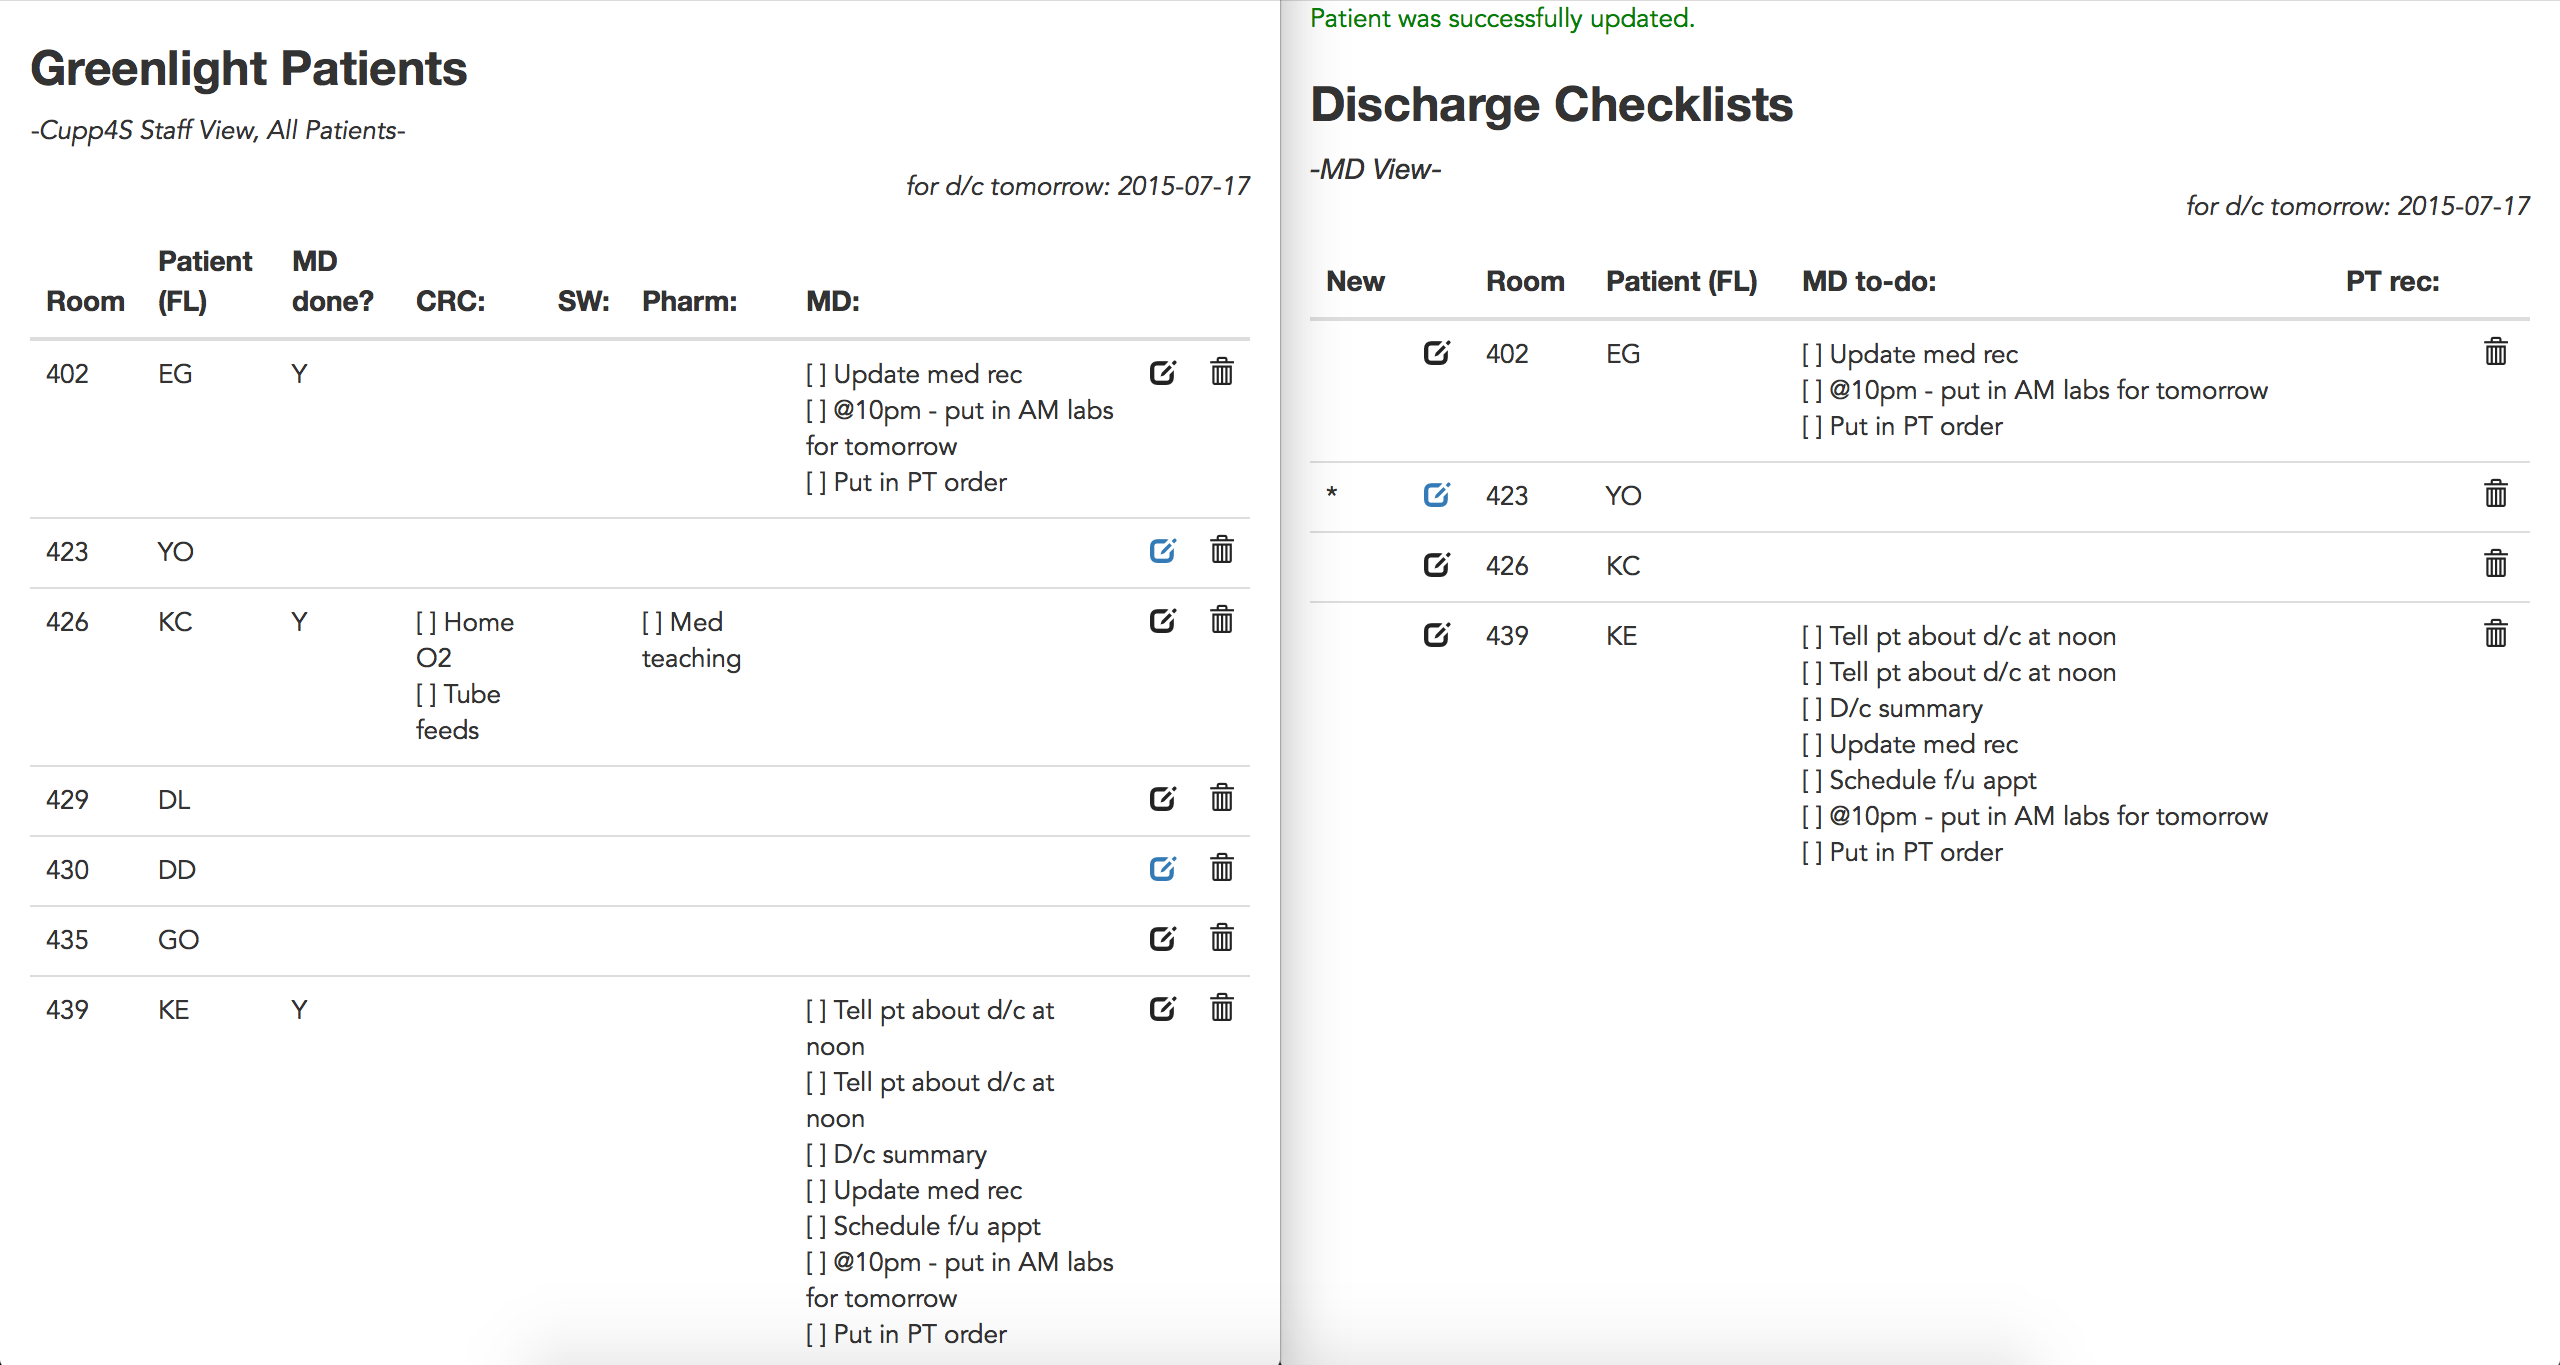 Greenlight Patients
-Cupp4S Staff View, All Patients-
for d/c tomorrow: 2015-07-17
Room Patient (FL) MD done? CRC: SW: Pharm: MD:
402 EG Y [ ] Update med rec
[ ] @10pm - put in AM labs
for tomorrow
[ ] Put in PT order
423 YO
426 KC Y [ ] Home [ ] Med
O2 teaching
[ ] Tube
feeds
429 DL
430 DD
435 GO
439 KE Y [ ] Tell pt about d/c at
noon
[ ] Tell pt about d/c at
noon
[ ] D/c summary
[ ] Update med rec
[ ] Schedule f/u appt
[ ] @10pm - put in AM labs
for tomorrow
[ ] Put in PT order
Patient was successfully updated.
Discharge Checklists
-MD View-
for d/c tomorrow: 2015-07-17
New Room Patient (FL) MD to-do: PT rec:
402 EG [ ] Update med rec
[ ] @10pm - put in AM labs for tomorrow
[ ] Put in PT order
* 423 YO
426 KC
439 KE [ ] Tell pt about d/c at noon
[ ] Tell pt about d/c at noon
[ ] D/c summary
[ ] Update med rec
[ ] Schedule f/u appt
[ ] @10pm - put in AM labs for tomorrow
[ ] Put in PT order